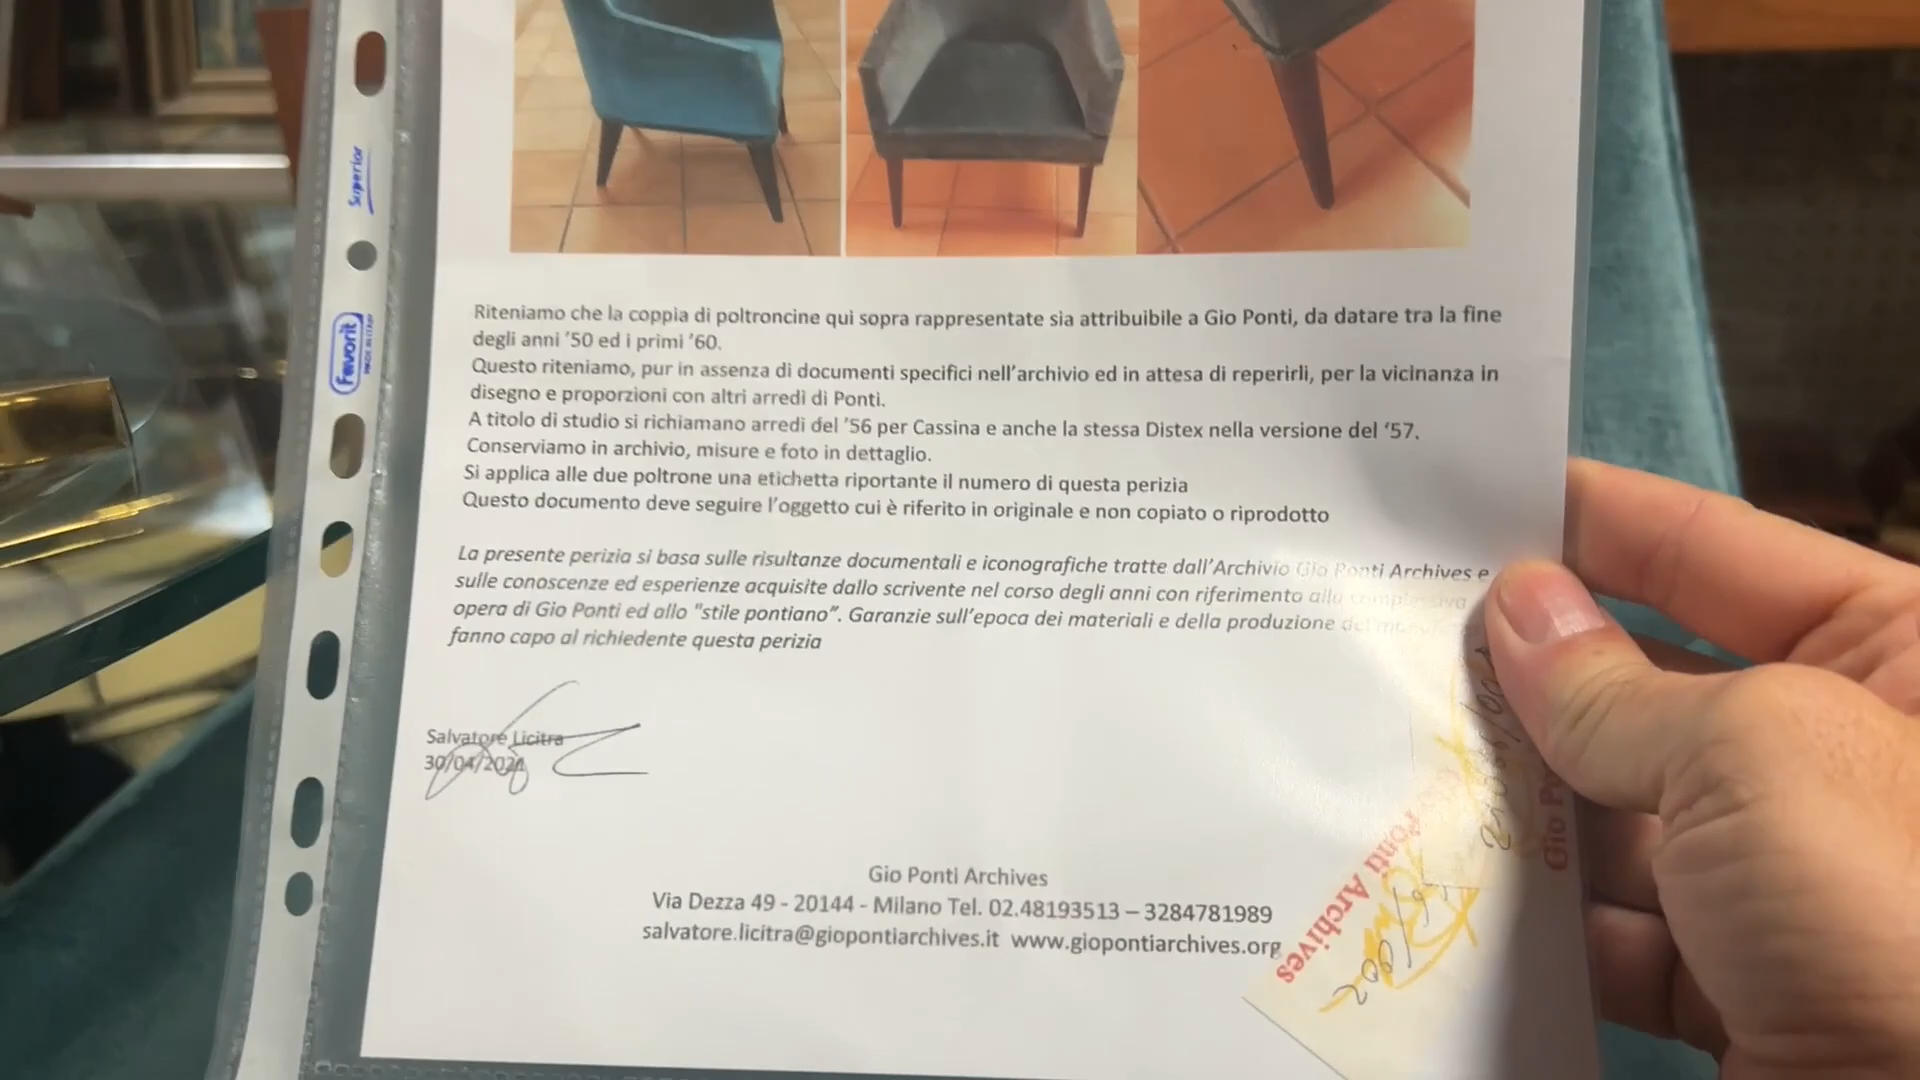 Riteniamo che la coppia di poltroncine qui sopra rappresentate sia attribuibile a Gio Ponti, da datare tra la fine
degli anni '50 ed i primi '60.
Questo riteniamo, pur in assenza di documenti specifici nell'archivio ed in attesa di reperirli, per la vicinanza in
disegno e proporzioni con altri arredi di Ponti.
A titolo di studio si richiamano arredi del '56 per Cassina e anche la stessa Distex nella versione del '57.
Conserviamo in archivio, misure e foto in dettaglio.
Si applica alle due poltrone una etichetta riportante il numero di questa perizia
Questo documento deve seguire l'oggetto cui è riferito in originale e non copiato o riprodotto
La presente perizia si basa sulle risultanze documentali e iconografiche tratte dall'Archivio Gio Ponti Archives e
sulle conoscenze ed esperienze acquisite dallo scrivente nel corso degli anni con riferimento alla complessiva
opera di Gio Ponti ed allo "stile pontiano". Garanzie sull'epoca dei materiali e della produzione
fanno capo al richiedente questa perizia
Salvatore Licitra
30/04/2021
Gio Ponti Archives
Via Dezza 49 - 20144 - Milano Tel. 02.48193513 – 3284781989
salvatore.licitra@giopontiarchives.it www.giopontiarchives.org
Superior
Favorit
MADE IN ITALY
Ponti Archives
Gio